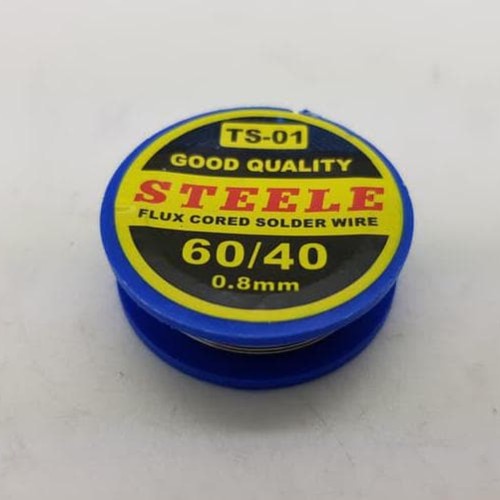 TS-01
GOOD QUALITY
STEELE
FLUX CORED SOLDER WIRE
60/40
0.8mm